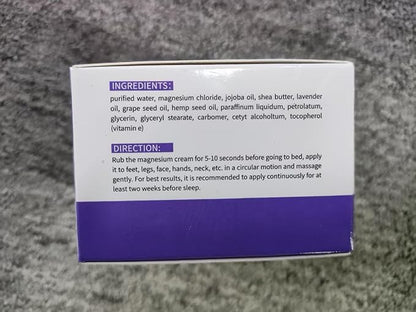 INGREDIENTS:
purified water, magnesium chloride, jojoba oil, shea butter, lavender
oil, grape seed oil, hemp seed oil, paraffinum liquidum, petrolatum,
glycerin, glyceryl stearate, carbomer, cetyt alcoholtum, tocopherol
(vitamin e)
DIRECTION:
Rub the magnesium cream for 5-10 seconds before going to bed, apply
it to feet, legs, face, hands, neck, etc. in a circular motion and massage
gently. For best results, it is recommended to apply continuously for at
least two weeks before sleep.